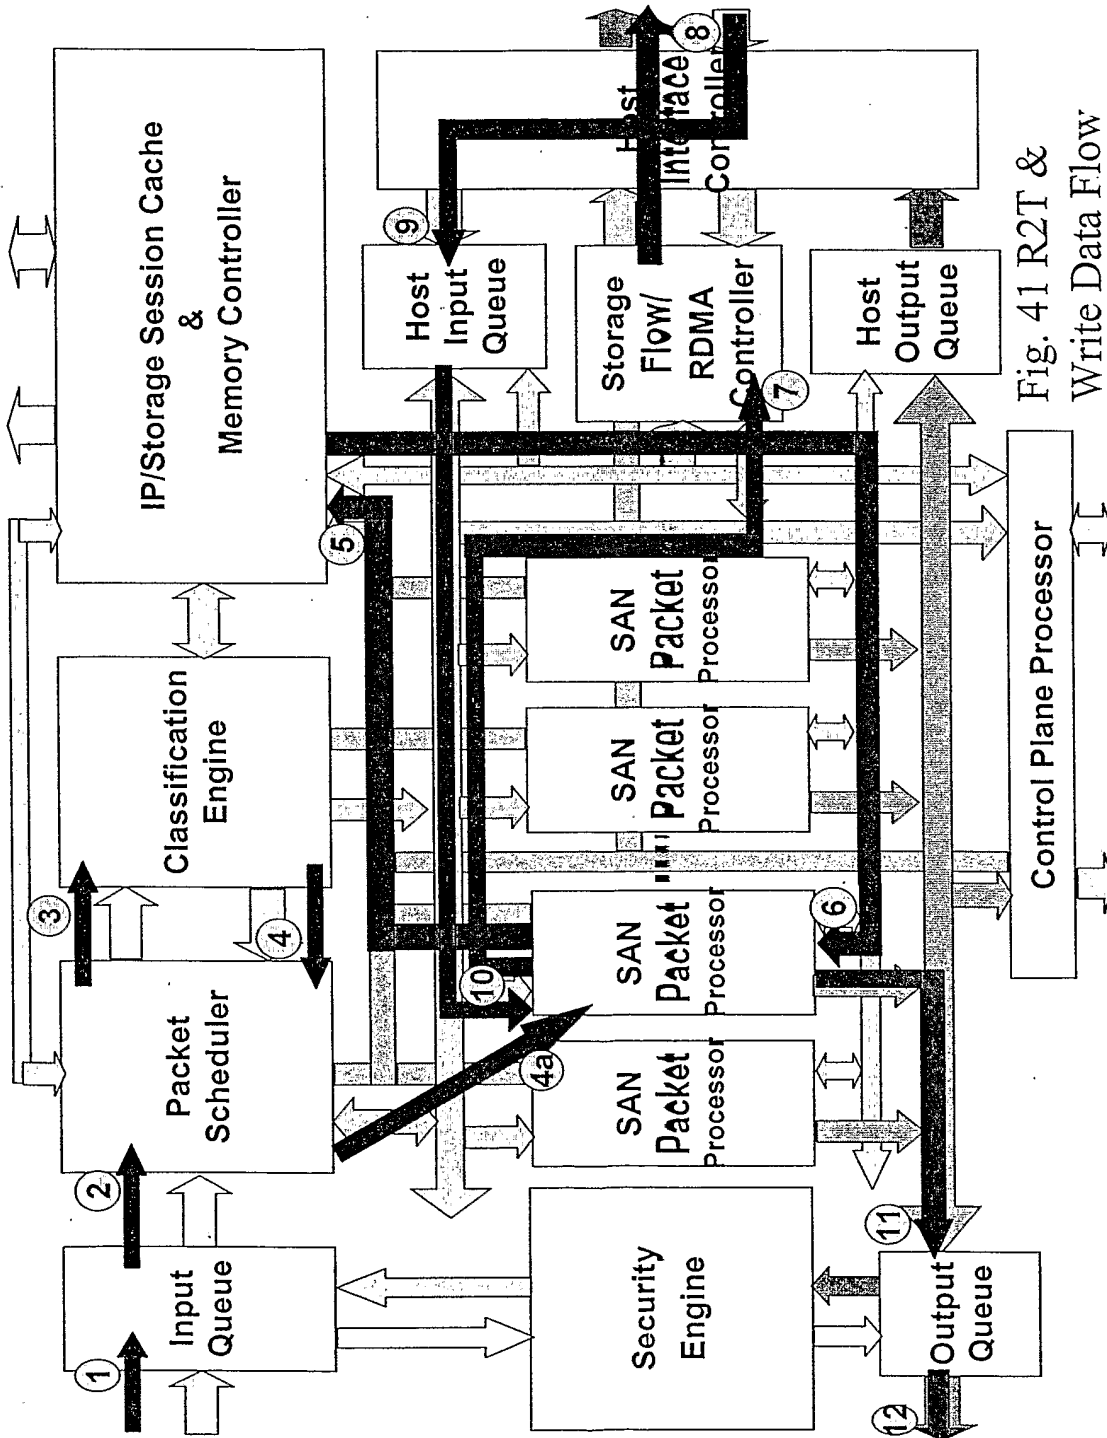 1
Input
Queue
2
Packet
Scheduler
3
4
Classification
Engine
IP/Storage Session Cache
&
Memory Controller
5
4a
10
9
Host
Input
Queue
8
Host
Interface
Controller
Storage
Flow/
RDMA
Controller
7
Host
Output
Queue
Security
Engine
SAN
Packet
Processor
SAN
Packet
Processor
SAN
Packet
Processor
SAN
Packet
Processor
6
11
Output
Queue
12
Control Plane Processor
Fig. 41 R2T &
Write Data Flow